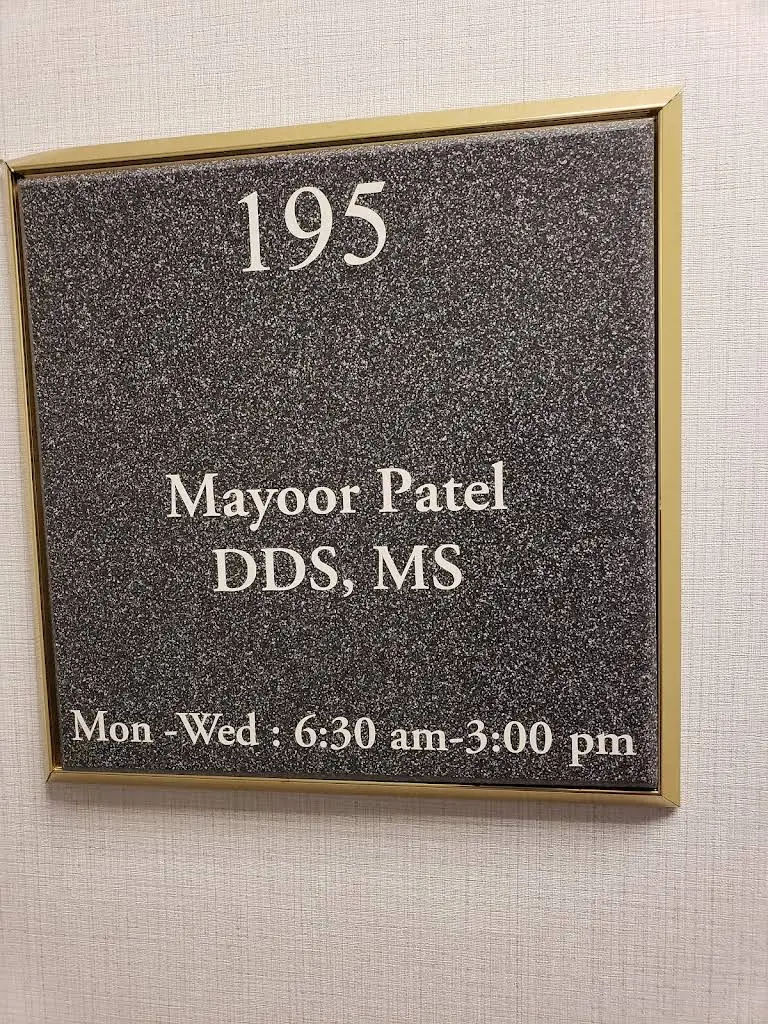 195
Mayoor Patel
DDS, MS
Mon -Wed : 6:30 am-3:00 pm